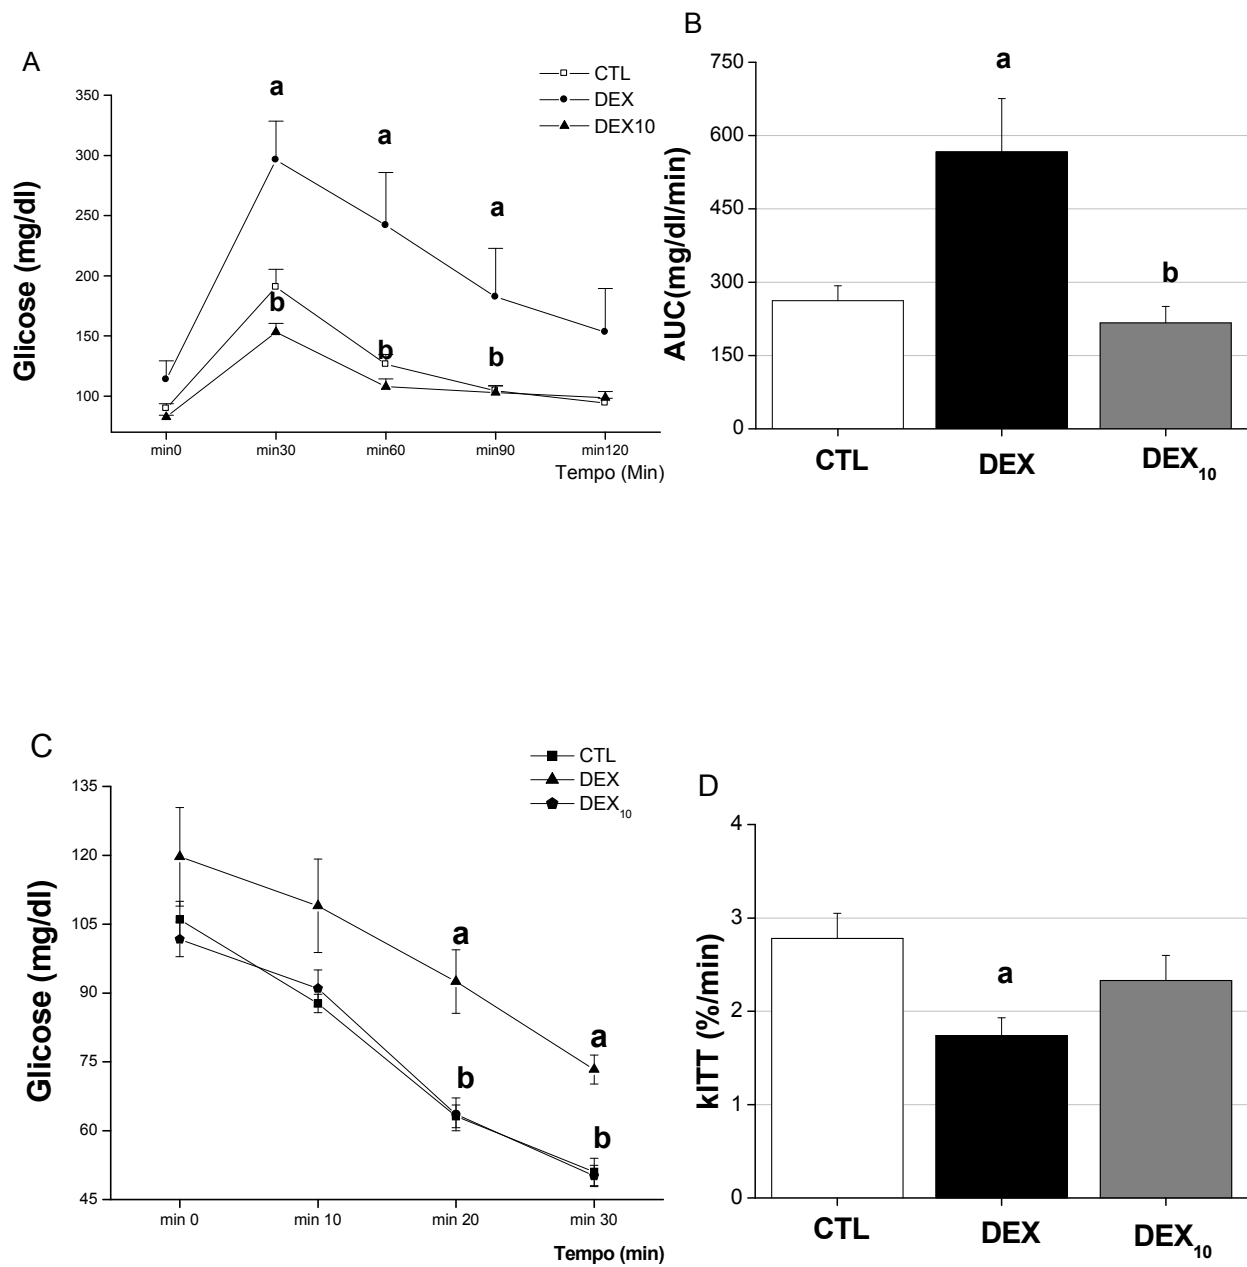 A
CTL
DEX
DEX10
a
a
a
b
b
b
350
300
250
200
150
100
Glicose (mg/dl)
min0 min30 min60 min90 min120
Tempo (Min)
B
a
b
750
600
450
300
150
0
AUC(mg/dl/min)
CTL DEX DEX10
C
CTL
DEX
DEX10
135
120
105
90
75
60
45
a
a
b
b
Glicose (mg/dl)
min 0 min 10 min 20 min 30
Tempo (min)
D
4
3
2
1
0
a
kITT (%/min)
CTL DEX DEX10